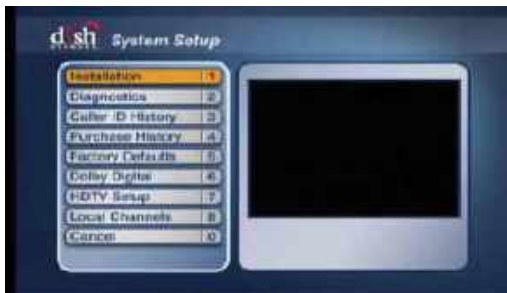 dish
NETWORK
System Setup
Installation 1
Diagnostics 2
Caller ID History 3
Purchase History 4
Factory Defaults 5
Dolby Digital 6
HDTV Setup 7
Local Channels 8
Cancel 0